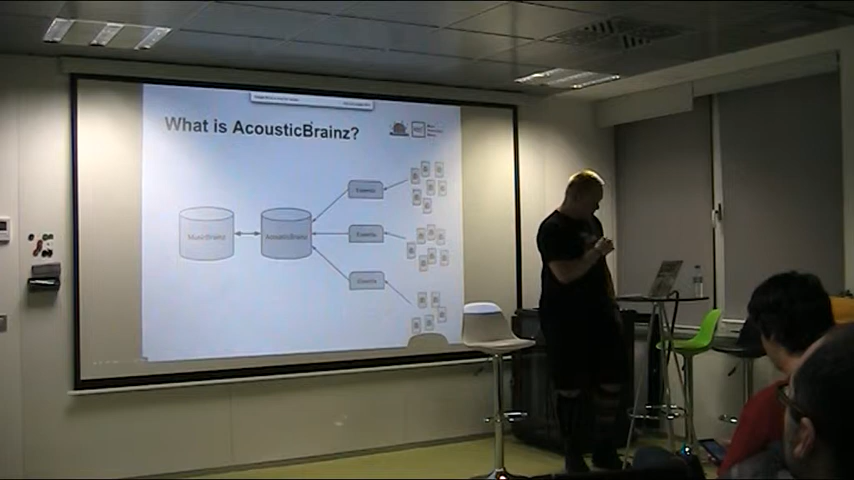 What is AcousticBrainz?
MusicBrainz
AcousticBrainz
Essentia
Essentia
Essentia